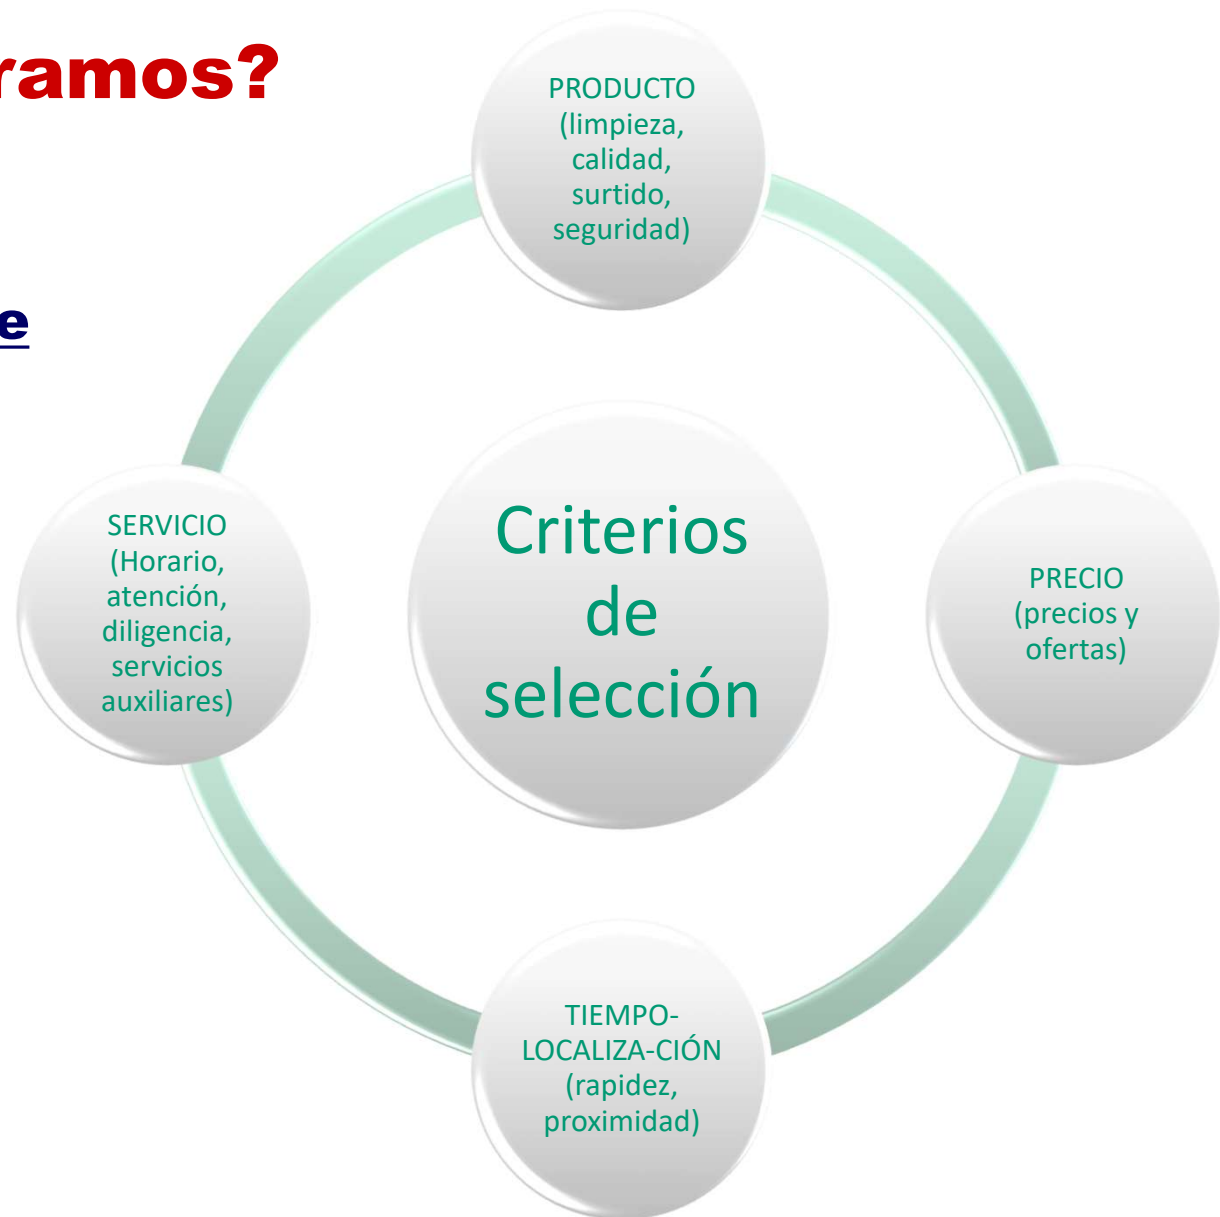 ramos?
e
PRODUCTO
(limpieza,
calidad,
surtido,
seguridad)
SERVICIO
(Horario,
atención,
diligencia,
servicios
auxiliares)
Criterios
de
selección
PRECIO
(precios y
ofertas)
TIEMPO-
LOCALIZA-CIÓN
(rapidez,
proximidad)